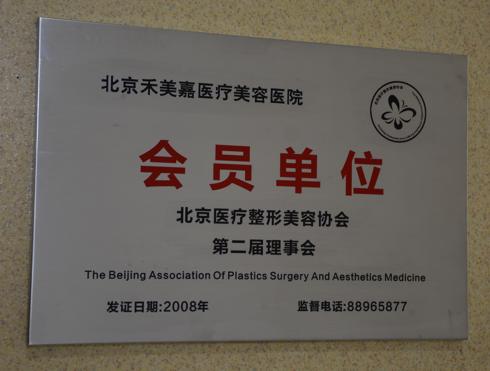 北京禾美嘉医疗美容医院
会员单位
北京医疗整形美容协会
第二届理事会
The Beijing Association Of Plastics Surgery And Aesthetics Medicine
发证日期:2008年
监督电话:88965877